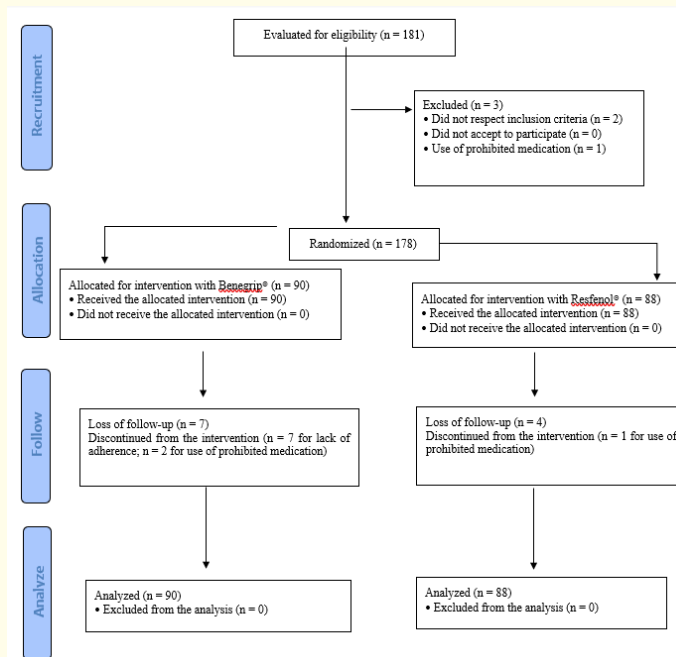 Recruitment
Evaluated for eligibility (n = 181)
Excluded (n = 3)
• Did not respect inclusion criteria (n = 2)
• Did not accept to participate (n = 0)
• Use of prohibited medication (n = 1)
Allocation
Randomized (n = 178)
Allocated for intervention with Benegrip® (n = 90)
• Received the allocated intervention (n = 90)
• Did not receive the allocated intervention (n = 0)
Allocated for intervention with Resfenol® (n = 88)
• Received the allocated intervention (n = 88)
• Did not receive the allocated intervention (n = 0)
Follow
Loss of follow-up (n = 7)
Discontinued from the intervention (n = 7 for lack of
adherence; n = 2 for use of prohibited medication)
Loss of follow-up (n = 4)
Discontinued from the intervention (n = 1 for use of
prohibited medication)
Analyze
Analyzed (n = 90)
• Excluded from the analysis (n = 0)
Analyzed (n = 88)
• Excluded from the analysis (n = 0)